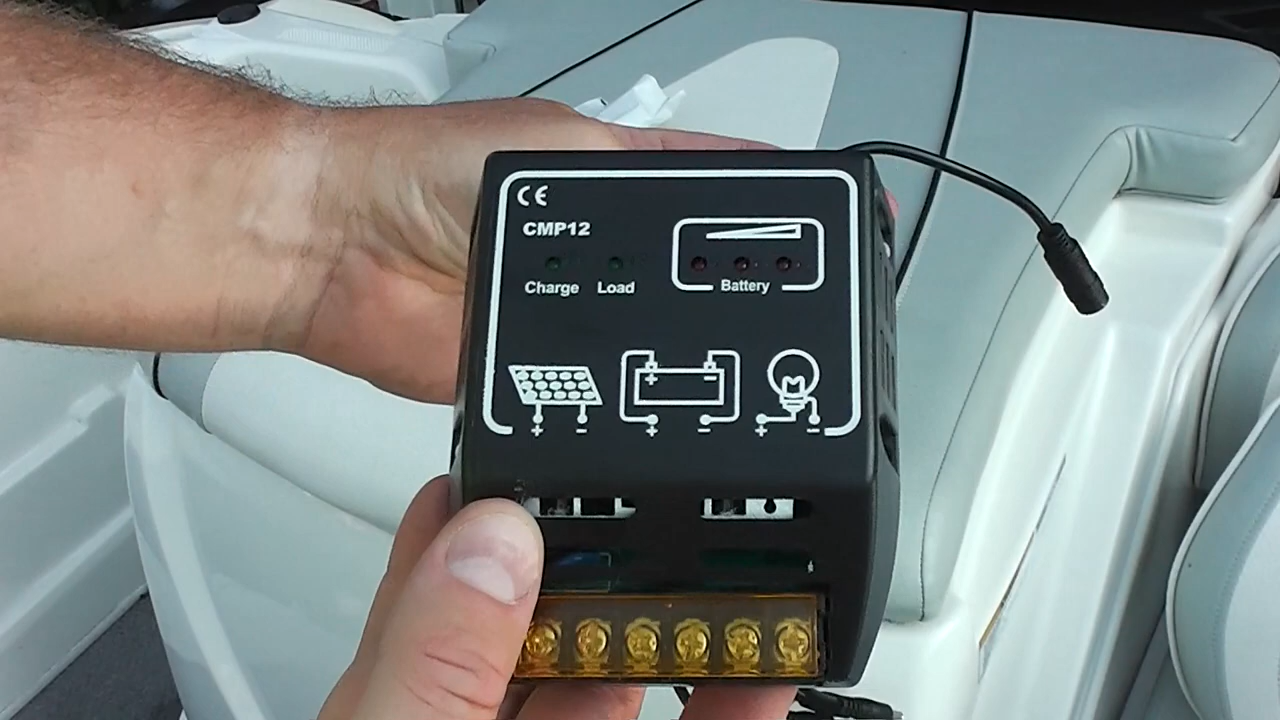 CE
CMP12
Charge Load
Battery
+ - + - + -
+ -